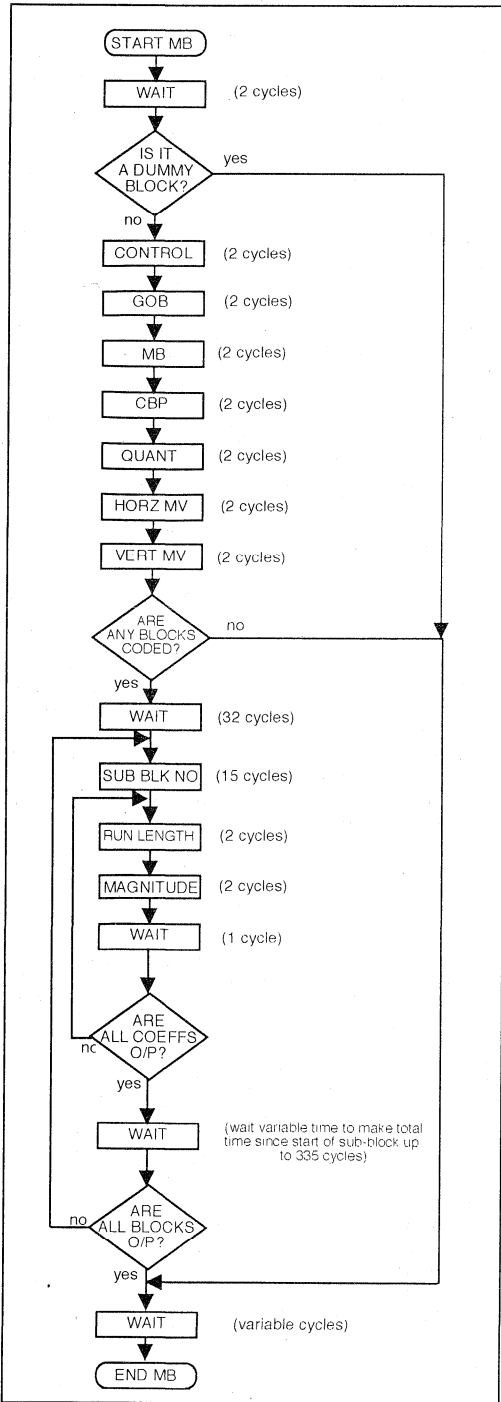 START MB
WAIT (2 cycles)
IS IT
A DUMMY
BLOCK?
yes
no
CONTROL (2 cycles)
GOB (2 cycles)
MB (2 cycles)
CBP (2 cycles)
QUANT (2 cycles)
HORZ MV (2 cycles)
VERT MV (2 cycles)
ARE
ANY BLOCKS
CODED?
no
yes
WAIT (32 cycles)
SUB BLK NO (15 cycles)
RUN LENGTH (2 cycles)
MAGNITUDE (2 cycles)
WAIT (1 cycle)
ARE
ALL COEFFS
O/P?
no
yes
WAIT
(wait variable time to make total
time since start of sub-block up
to 335 cycles)
ARE
ALL BLOCKS
O/P?
no
yes
WAIT (variable cycles)
END MB